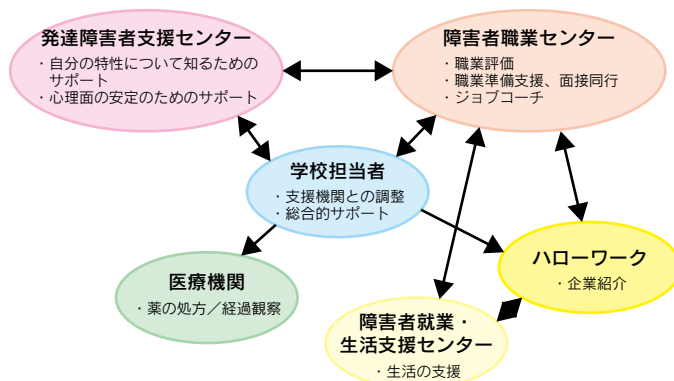 発達障害者支援センター
・自分の特性について知るための
サポート
・心理面の安定のためのサポート
障害者職業センター
・職業評価
・職業準備支援、面接同行
・ジョブコーチ
学校担当者
・支援機関との調整
・総合的サポート
医療機関
・薬の処方／経過観察
ハローワーク
・企業紹介
障害者就業・
生活支援センター
・生活の支援